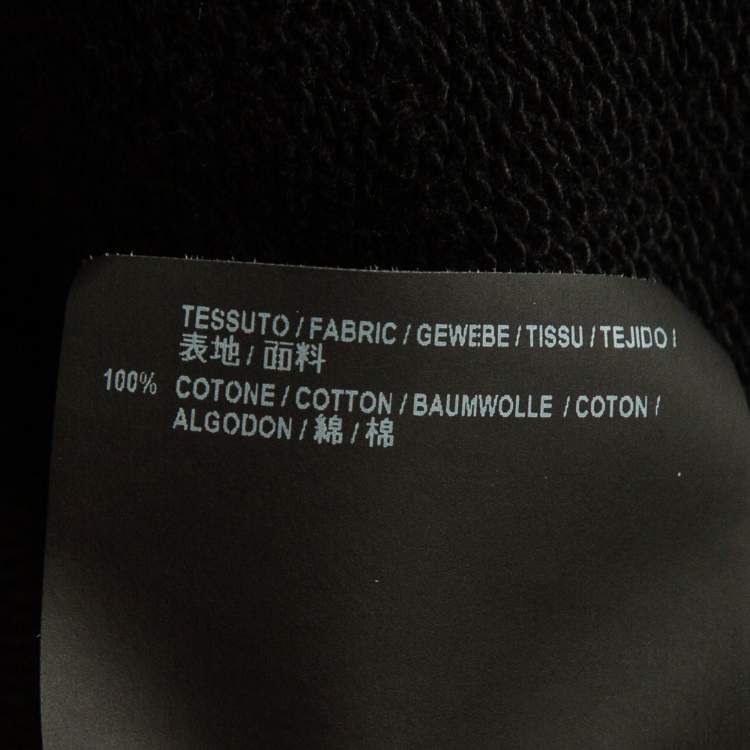 TESSUTO / FABRIC / GEWEBE / TISSU / TEJIDO /
表地 / 面料
100% COTONE / COTTON / BAUMWOLLE / COTON /
ALGODON / 綿 / 棉